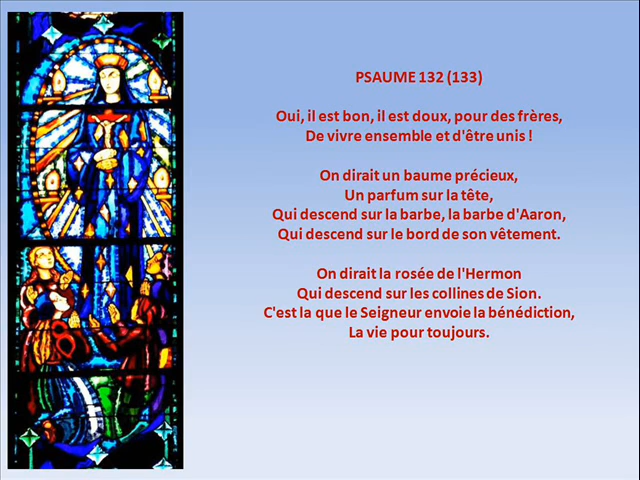 PSAUME 132 (133)
Oui, il est bon, il est doux, pour des frères,
De vivre ensemble et d'être unis !
On dirait un baume précieux,
Un parfum sur la tête,
Qui descend sur la barbe, la barbe d'Aaron,
Qui descend sur le bord de son vêtement.
On dirait la rosée de l'Hermon
Qui descend sur les collines de Sion.
C'est la que le Seigneur envoie la bénédiction,
La vie pour toujours.